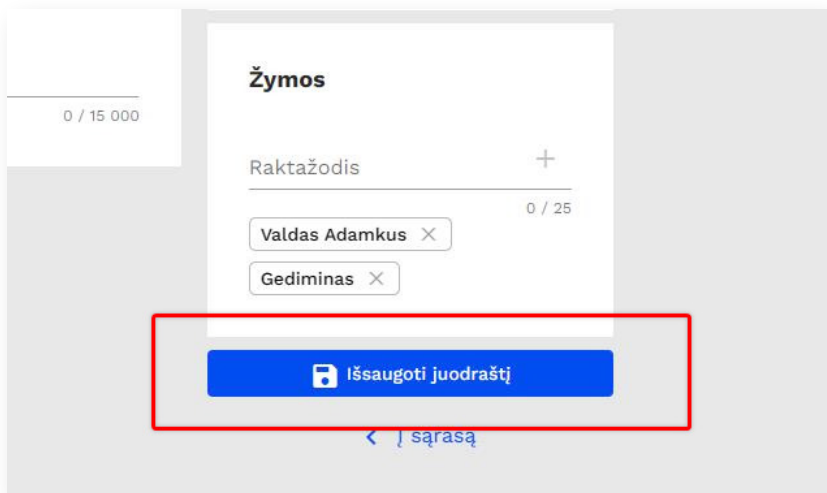 Žymos
0 / 15 000
Raktažodis
0 / 25
Valdas Adamkus
Gediminas
Išsaugoti juodraštį
Į sąrašą